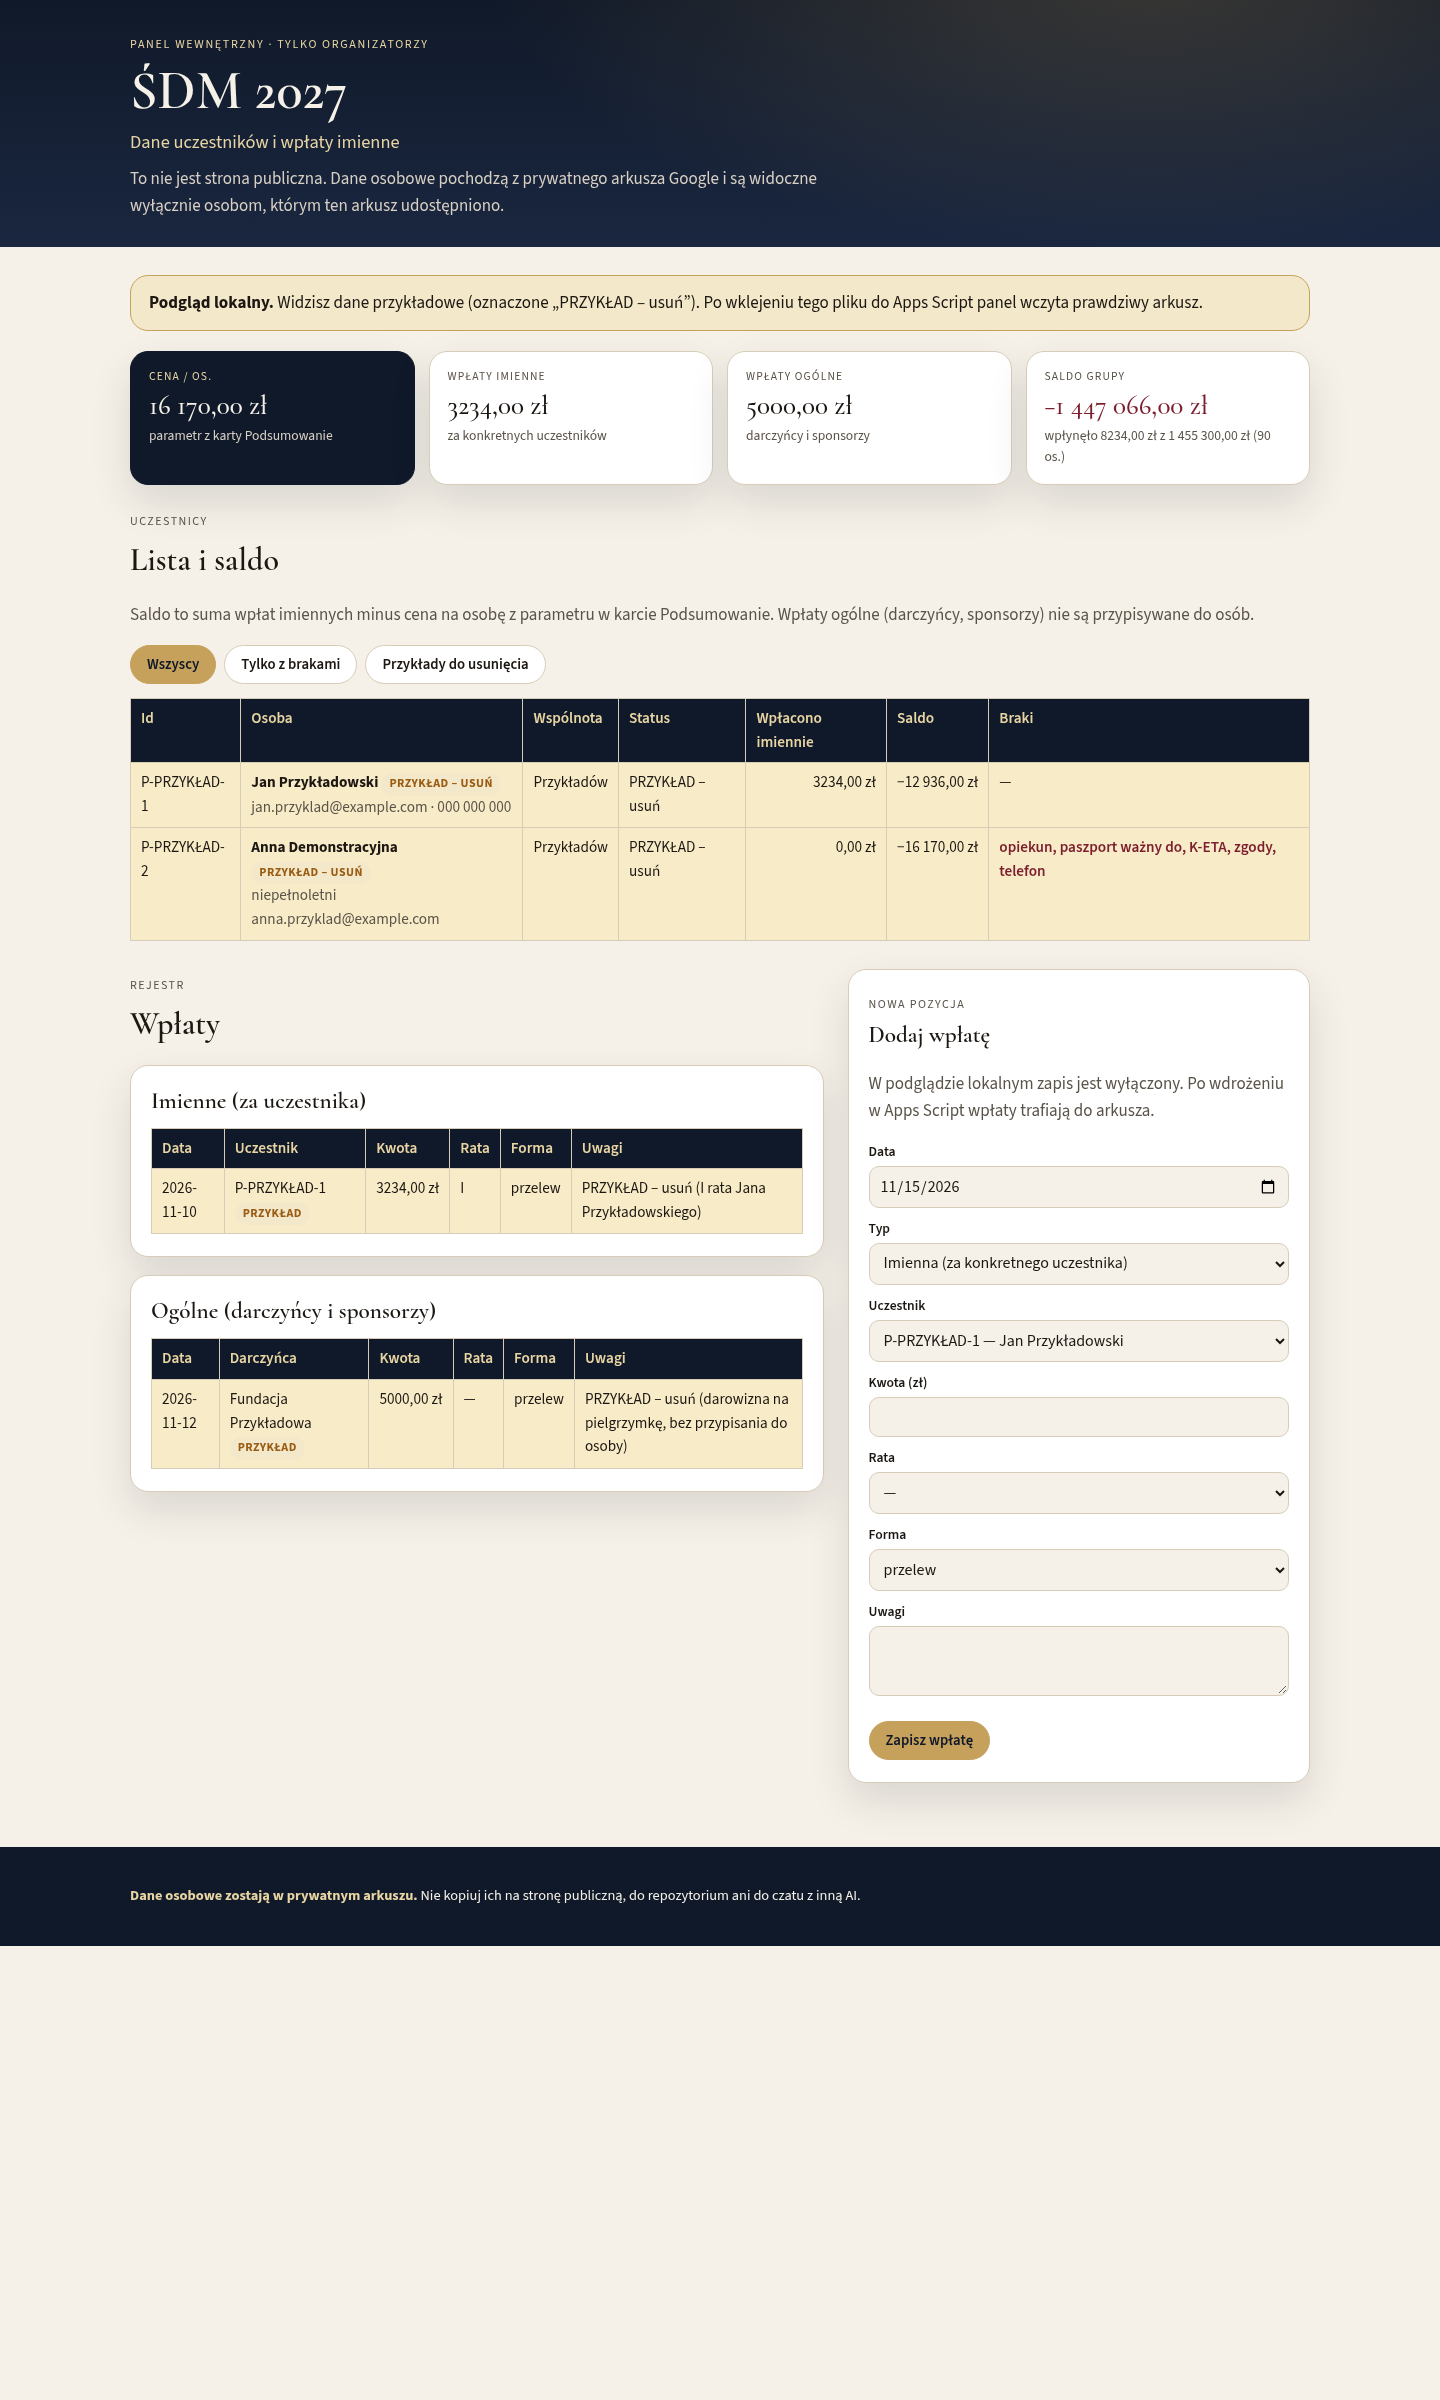 PANEL WEWNĘTRZNY · TYLKO ORGANIZATORZY
ŚDM 2027
Dane uczestników i wpłaty imienne
To nie jest strona publiczna. Dane osobowe pochodzą z prywatnego arkusza Google i są widoczne
wyłącznie osobom, którym ten arkusz udostępniono.
Podgląd lokalny. Widzisz dane przykładowe (oznaczone „PRZYKŁAD – usuń”). Po wklejeniu tego pliku do Apps Script panel wczyta prawdziwy arkusz.
CENA / OS.
16 170,00 zł
parametr z karty Podsumowanie
WPŁATY IMIENNE
3234,00 zł
za konkretnych uczestników
WPŁATY OGÓLNE
5000,00 zł
darczyńcy i sponsorzy
SALDO GRUPY
−1 447 066,00 zł
wpłynęło 8234,00 zł z 1 455 300,00 zł (90
os.)
UCZESTNICY
Lista i saldo
Saldo to suma wpłat imiennych minus cena na osobę z parametru w karcie Podsumowanie. Wpłaty ogólne (darczyńcy, sponsorzy) nie są przypisywane do osób.
Wszyscy Tylko z brakami Przykłady do usunięcia
Id Osoba Wspólnota Status Wpłacono Saldo Braki
imiennie
P-PRZYKŁAD- Jan Przykładowski PRZYKŁAD – USUŃ Przykładów PRZYKŁAD – 3234,00 zł −12 936,00 zł —
1 jan.przyklad@example.com · 000 000 000 usuń
P-PRZYKŁAD- Anna Demonstracyjna Przykładów PRZYKŁAD – 0,00 zł −16 170,00 zł opiekun, paszport ważny do, K-ETA, zgody,
2 PRZYKŁAD – USUŃ usuń telefon
niepełnoletni
anna.przyklad@example.com
REJESTR
Wpłaty
Imienne (za uczestnika)
Data Uczestnik Kwota Rata Forma Uwagi
2026- P-PRZYKŁAD-1 3234,00 zł I przelew PRZYKŁAD – usuń (I rata Jana
11-10 PRZYKŁAD Przykładowskiego)
Ogólne (darczyńcy i sponsorzy)
Data Darczyńca Kwota Rata Forma Uwagi
2026- Fundacja 5000,00 zł — przelew PRZYKŁAD – usuń (darowizna na
11-12 Przykładowa pielgrzymkę, bez przypisania do
PRZYKŁAD osoby)
NOWA POZYCJA
Dodaj wpłatę
W podglądzie lokalnym zapis jest wyłączony. Po wdrożeniu
w Apps Script wpłaty trafiają do arkusza.
Data
11/15/2026
Typ
Imienna (za konkretnego uczestnika)
Uczestnik
P-PRZYKŁAD-1 — Jan Przykładowski
Kwota (zł)
Rata
—
Forma
przelew
Uwagi
Zapisz wpłatę
Dane osobowe zostają w prywatnym arkuszu. Nie kopiuj ich na stronę publiczną, do repozytorium ani do czatu z inną AI.